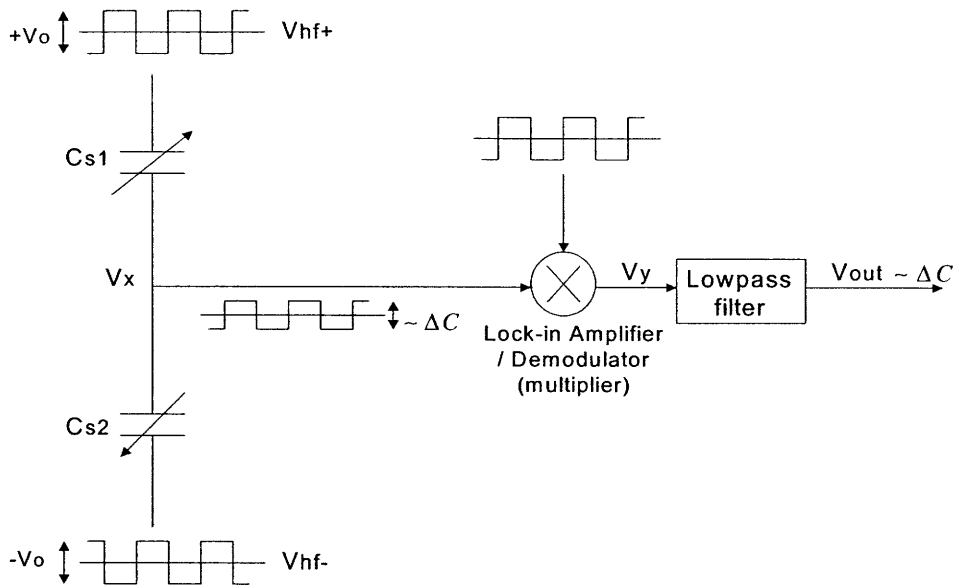 +Vo
Vhf+
Cs1
Vx
~ ΔC
Vy
Lowpass
filter
Vout ~ ΔC
Lock-in Amplifier
/ Demodulator
(multiplier)
Cs2
-Vo
Vhf-